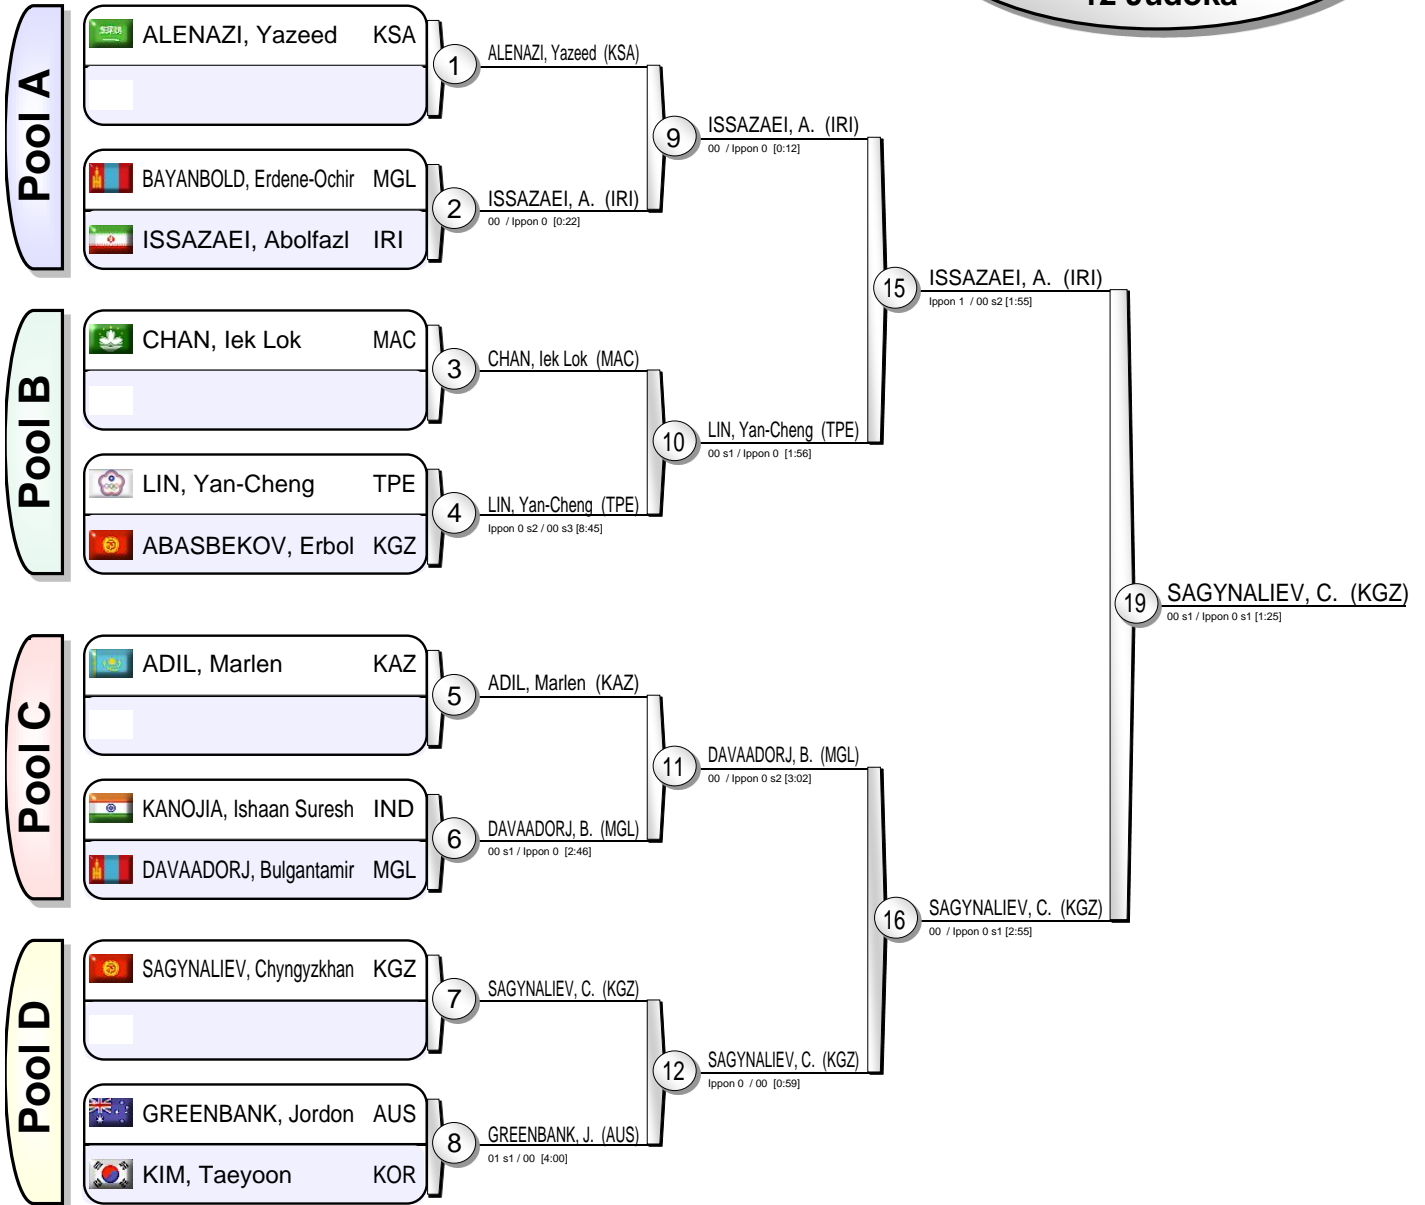 12 Judoka
Pool A
ALENAZI, Yazeed KSA
BAYANBOLD, Erdene-Ochir MGL
ISSAZAEI, Abolfazl IRI
Pool B
CHAN, Iek Lok MAC
LIN, Yan-Cheng TPE
ABASBEKOV, Erbol KGZ
Pool C
ADIL, Marlen KAZ
KANOJIA, Ishaan Suresh IND
DAVAADORJ, Bulgantamir MGL
Pool D
SAGYNALIEV, Chyngyzkhan KGZ
GREENBANK, Jordon AUS
KIM, Taeyoon KOR
1
ALENAZI, Yazeed (KSA)
2
ISSAZAEI, A. (IRI)
00 / Ippon 0 [0:22]
3
CHAN, Iek Lok (MAC)
4
LIN, Yan-Cheng (TPE)
Ippon 0 s2 / 00 s3 [8:45]
5
ADIL, Marlen (KAZ)
6
DAVAADORJ, B. (MGL)
00 s1 / Ippon 0 [2:46]
7
SAGYNALIEV, C. (KGZ)
8
GREENBANK, J. (AUS)
01 s1 / 00 [4:00]
9
ISSAZAEI, A. (IRI)
00 / Ippon 0 [0:12]
10
LIN, Yan-Cheng (TPE)
00 s1 / Ippon 0 [1:56]
11
DAVAADORJ, B. (MGL)
00 / Ippon 0 s2 [3:02]
12
SAGYNALIEV, C. (KGZ)
Ippon 0 / 00 [0:59]
15
ISSAZAEI, A. (IRI)
Ippon 1 / 00 s2 [1:55]
16
SAGYNALIEV, C. (KGZ)
00 / Ippon 0 s1 [2:55]
19
SAGYNALIEV, C. (KGZ)
00 s1 / Ippon 0 s1 [1:25]